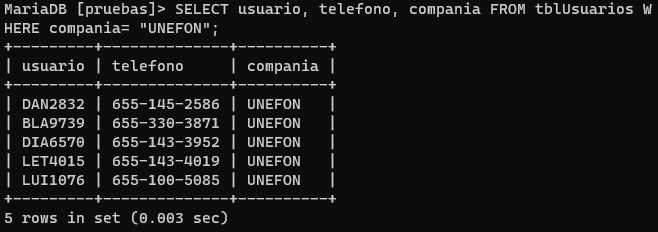 MariaDB [pruebas]> SELECT usuario, telefono, compania FROM tblUsuarios W
HERE compania= "UNEFON";
+---------+--------------+----------+
| usuario | telefono     | compania |
+---------+--------------+----------+
| DAN2832 | 655-145-2586 | UNEFON   |
| BLA9739 | 655-330-3871 | UNEFON   |
| DIA6570 | 655-143-3952 | UNEFON   |
| LET4015 | 655-143-4019 | UNEFON   |
| LUI1076 | 655-100-5085 | UNEFON   |
+---------+--------------+----------+
5 rows in set (0.003 sec)